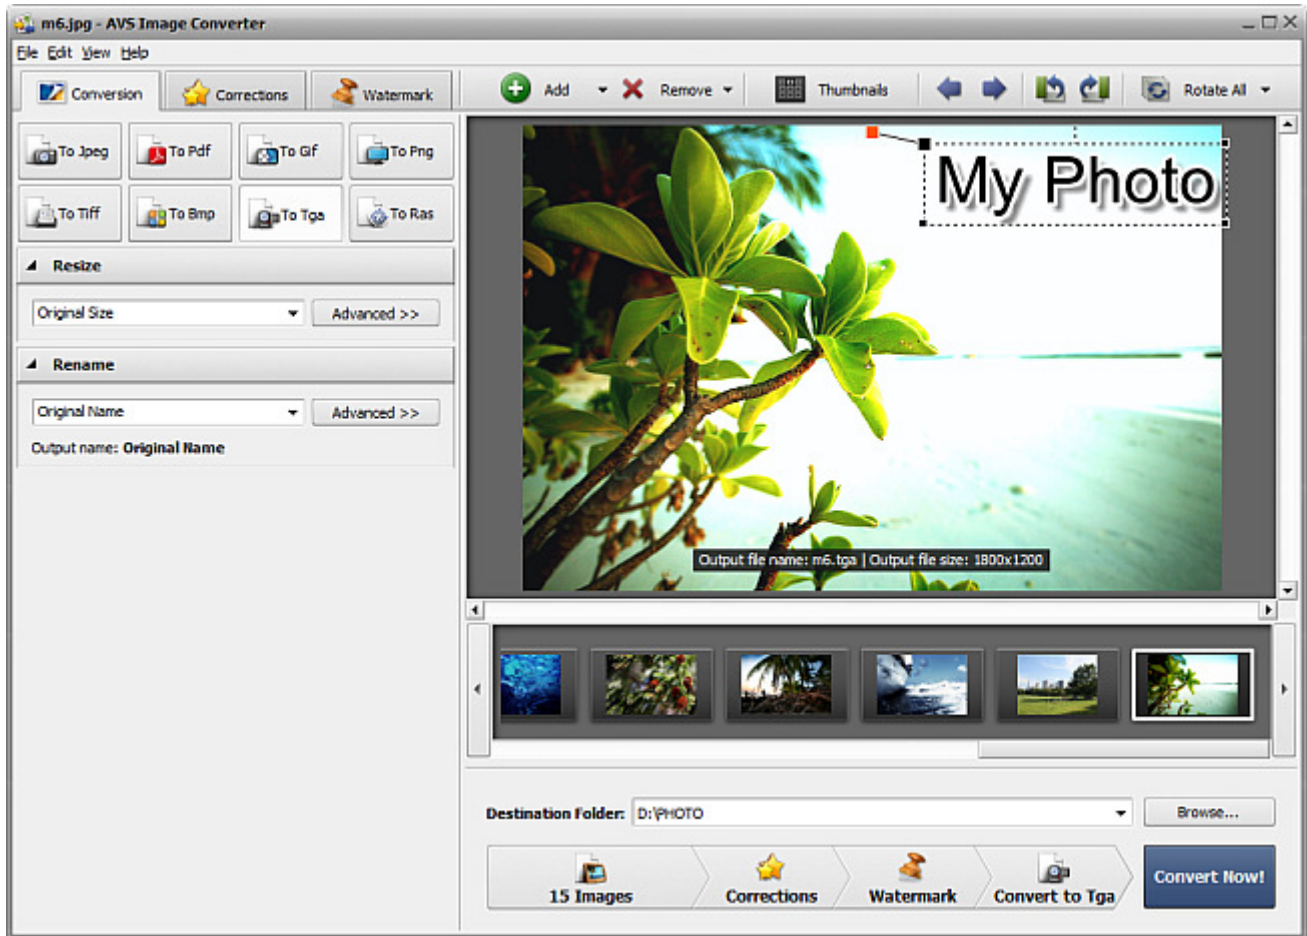 m6.jpg - AVS Image Converter
File Edit View Help
Conversion Corrections Watermark
Add Remove Thumbnails Rotate All
To Jpeg To Pdf To Gif To Png
To Tiff To Bmp To Tga To Ras
Resize
Original Size Advanced >>
Rename
Original Name Advanced >>
Output name: Original Name
My Photo
Output file name: m6.tga | Output file size: 1800x1200
Destination Folder: D:\PHOTO Browse...
15 Images Corrections Watermark Convert to Tga Convert Now!